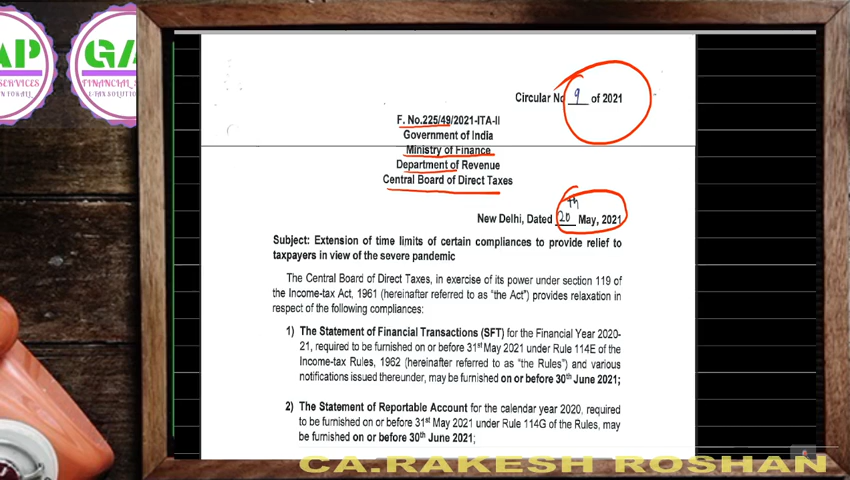 AP
SERVICES
GA
FINANCIAL
E-TAX SOLUTIO
Circular No 9 of 2021
F. No.225/49/2021-ITA-II
Government of India
Ministry of Finance
Department of Revenue
Central Board of Direct Taxes
New Delhi, Dated 20th May, 2021
Subject: Extension of time limits of certain compliances to provide relief to
taxpayers in view of the severe pandemic
The Central Board of Direct Taxes, in exercise of its power under section 119 of
the Income-tax Act, 1961 (hereinafter referred to as “the Act”) provides relaxation in
respect of the following compliances:
1) The Statement of Financial Transactions (SFT) for the Financial Year 2020-
21, required to be furnished on or before 31st May 2021 under Rule 114E of the
Income-tax Rules, 1962 (hereinafter referred to as “the Rules”) and various
notifications issued thereunder, may be furnished on or before 30th June 2021;
2) The Statement of Reportable Account for the calendar year 2020, required
to be furnished on or before 31st May 2021 under Rule 114G of the Rules, may
be furnished on or before 30th June 2021;
CA.RAKESH ROSHAN